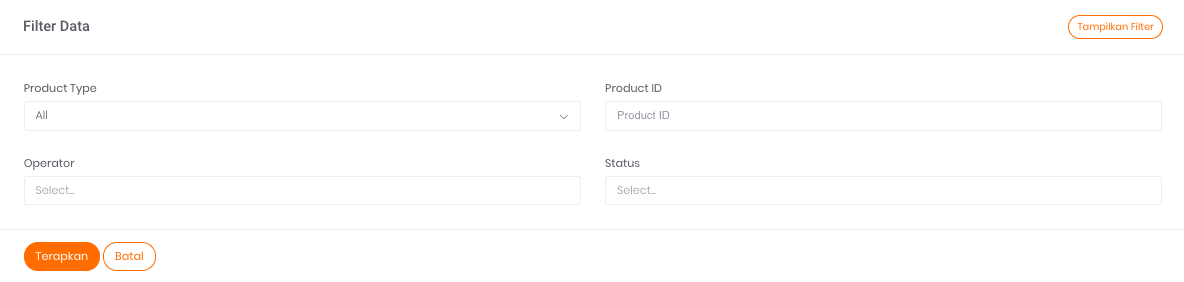 Filter Data
Tampilkan Filter
Product Type
Product ID
All
Product ID
Operator
Status
Select...
Select...
Terapkan
Batal